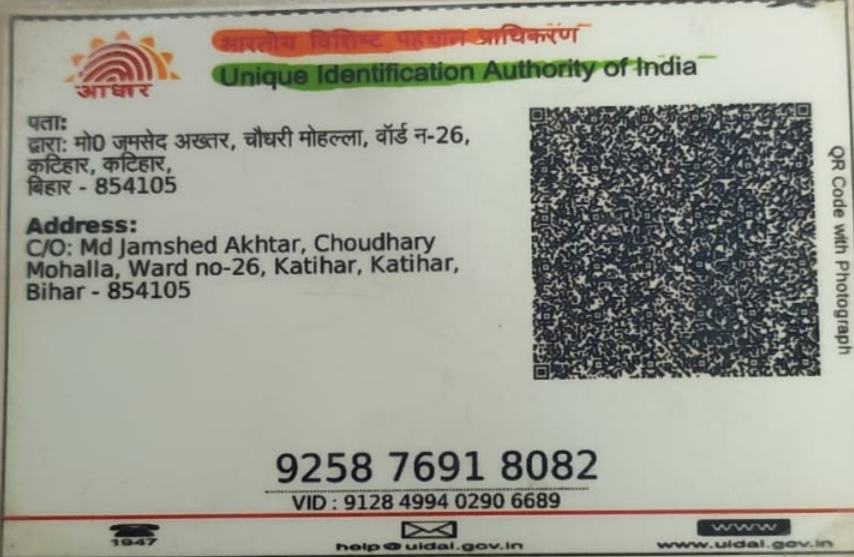 भारतीय विशिष्ट पहचान प्राधिकरण
Unique Identification Authority of India
आधार
पता:
द्वारा: मो0 जमसेद अख्तर, चौधरी मोहल्ला, वॉर्ड न-26,
कटिहार, कटिहार,
बिहार - 854105
Address:
C/O: Md Jamshed Akhtar, Choudhary
Mohalla, Ward no-26, Katihar, Katihar,
Bihar - 854105
QR Code with Photograph
9258 7691 8082
VID : 9128 4994 0290 6689
1947
help@uidai.gov.in
www
www.uidai.gov.in